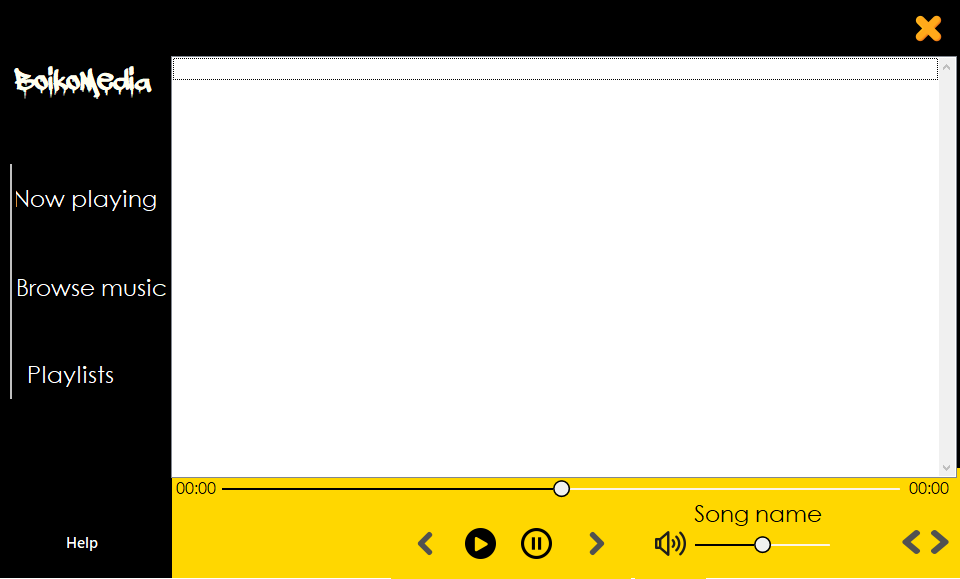 BoikoMedia
Now playing
Browse music
Playlists
Help
00:00
00:00
Song name